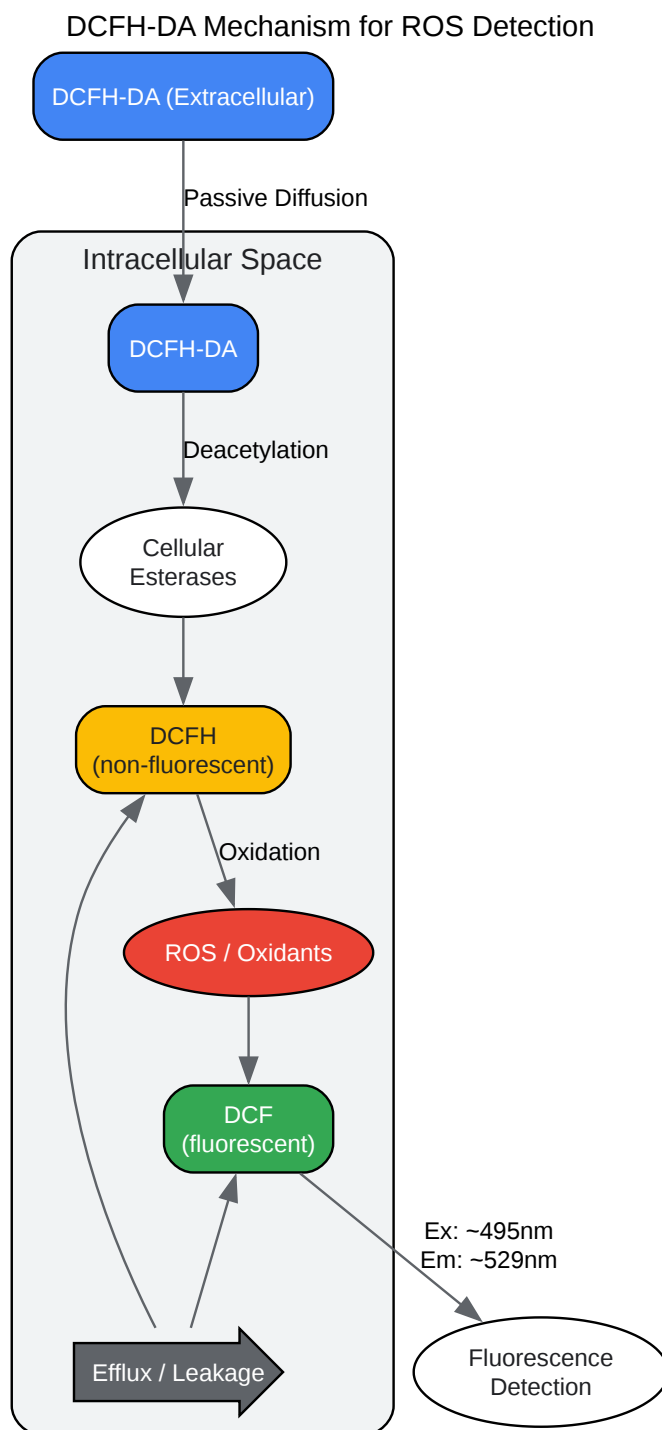 DCFH-DA Mechanism for ROS Detection
DCFH-DA (Extracellular)
Passive Diffusion
Intracellular Space
DCFH-DA
Deacetylation
Cellular
Esterases
DCFH
(non-fluorescent)
Oxidation
ROS / Oxidants
DCF
(fluorescent)
Ex: ~495nm
Em: ~529nm
Efflux / Leakage
Fluorescence
Detection